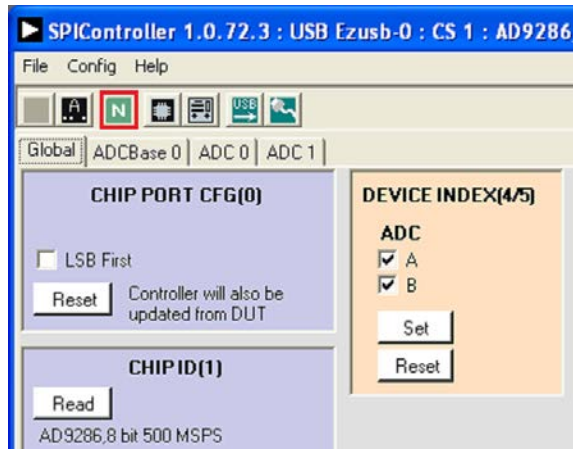 SPIController 1.0.72.3 : USB Ezusb-0 : CS 1 : AD9286
File Config Help
.A. N USB
Global ADCBase 0 ADC 0 ADC 1
CHIP PORT CFG(0)
LSB First
Reset
Controller will also be
updated from DUT
CHIP ID(1)
Read
AD9286,8 bit 500 MSPS
DEVICE INDEX(4/5)
ADC
A
B
Set
Reset